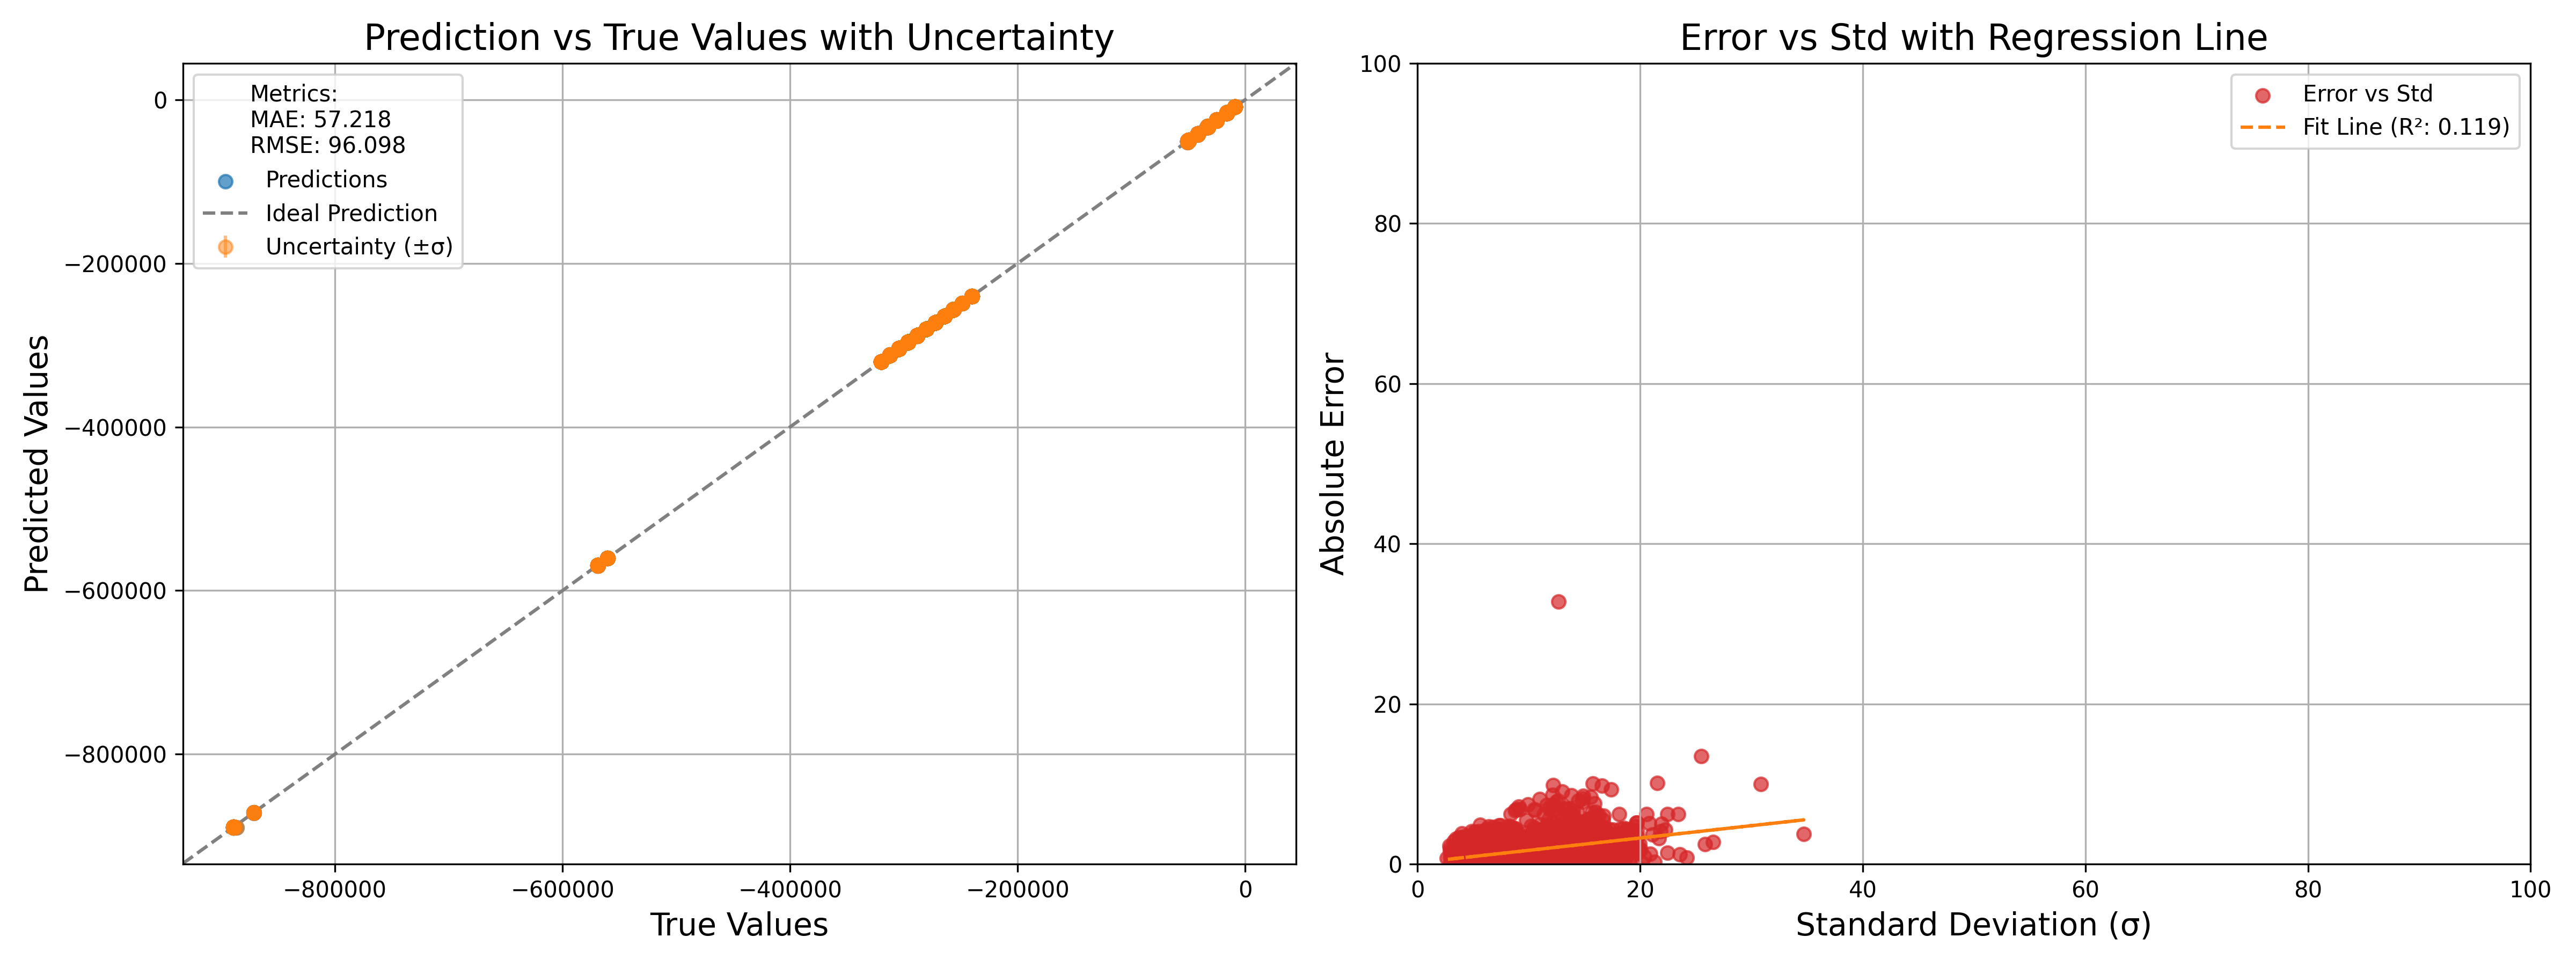 Prediction vs True Values with Uncertainty
Metrics:
MAE: 57.218
RMSE: 96.098
Predictions
Ideal Prediction
Uncertainty (±σ)
Predicted Values
0
−200000
−400000
−600000
−800000
−800000
−600000
−400000
−200000
0
True Values
Error vs Std with Regression Line
Error vs Std
Fit Line (R²: 0.119)
Absolute Error
100
80
60
40
20
0
0
20
40
60
80
100
Standard Deviation (σ)